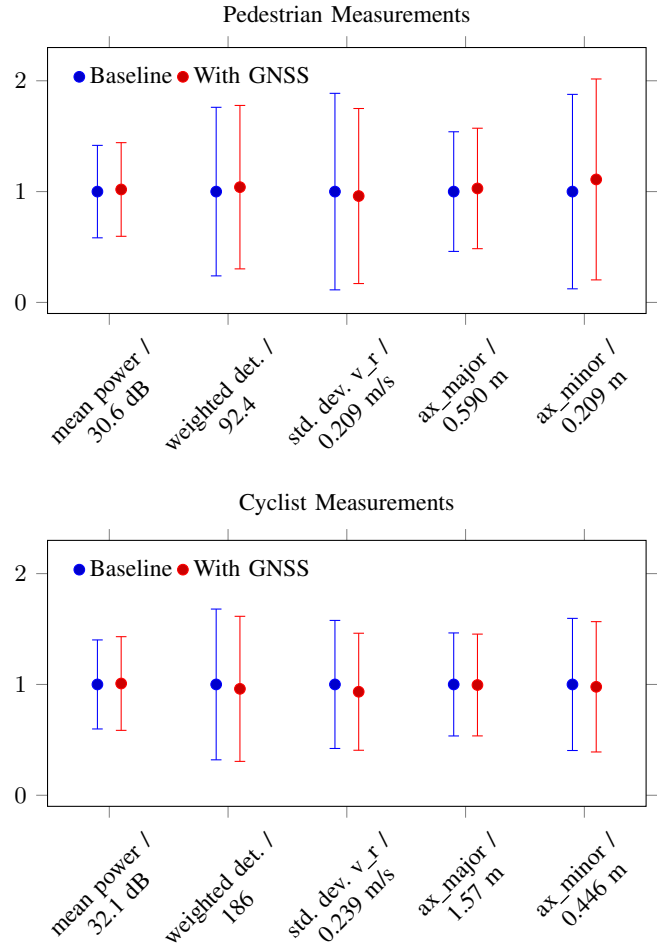 Pedestrian Measurements
2
Baseline With GNSS
1
0
mean power /
30.6 dB
weighted det. /
92.4
std. dev. v_r /
0.209 m/s
ax_major /
0.590 m
ax_minor /
0.209 m
Cyclist Measurements
2
Baseline With GNSS
1
0
mean power /
32.1 dB
weighted det. /
186
std. dev. v_r /
0.239 m/s
ax_major /
1.57 m
ax_minor /
0.446 m